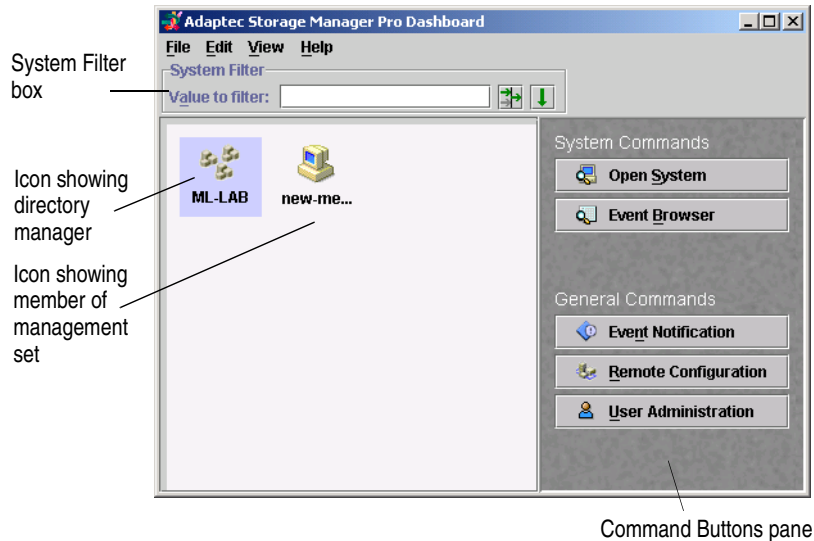 Adaptec Storage Manager Pro Dashboard
File Edit View Help
System Filter
Value to filter:
System Filter
box
ML-LAB
new-me...
Icon showing
directory
manager
Icon showing
member of
management
set
System Commands
Open System
Event Browser
General Commands
Event Notification
Remote Configuration
User Administration
Command Buttons pane